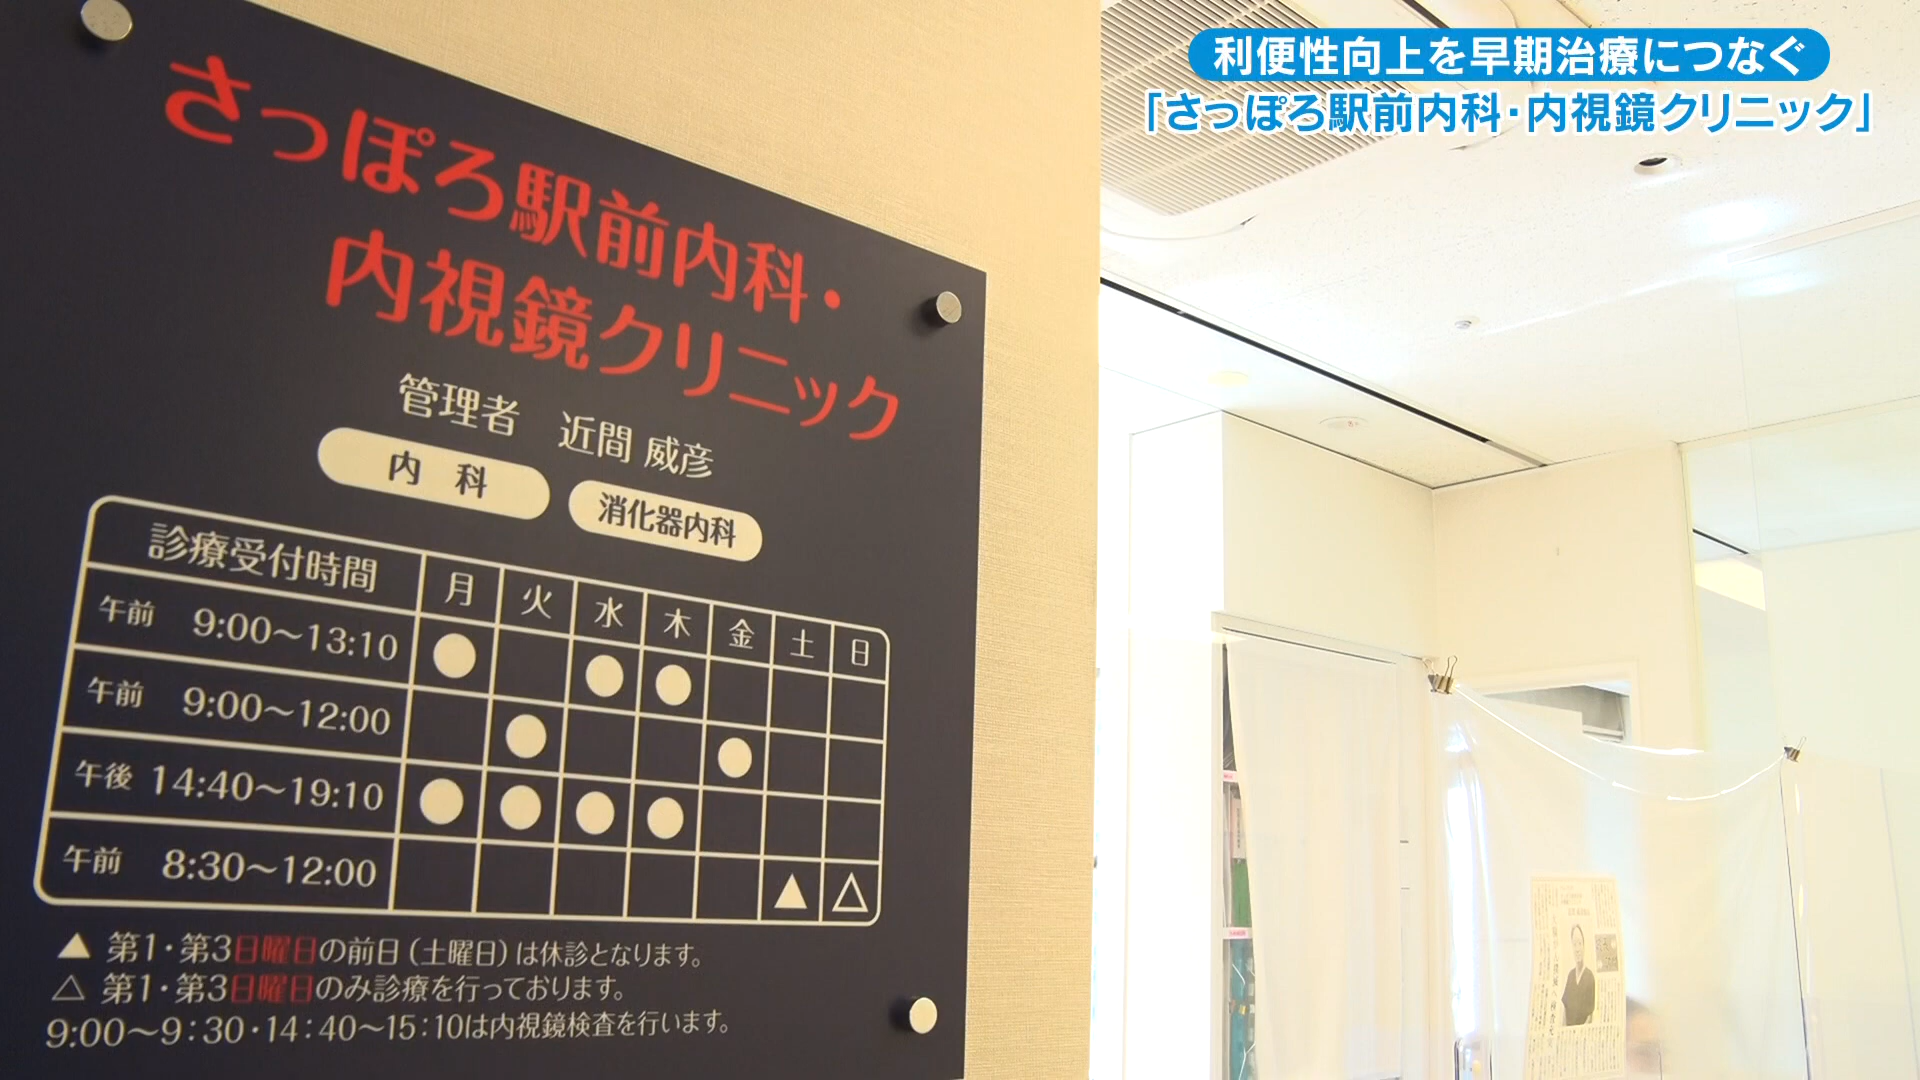 利便性向上を早期治療につなぐ
「さっぽろ駅前内科・内視鏡クリニック」
さっぽろ駅前内科・
内視鏡クリニック
管理者 近間 威彦
内 科 消化器内科
診療受付時間 月 火 水 木 金 土 日
午前 9:00〜13:10 ● ● ●
午前 9:00〜12:00 ● ●
午後 14:40〜19:10 ● ● ● ●
午前 8:30〜12:00 ▲ △
▲ 第1・第3日曜日の前日(土曜日)は休診となります。
△ 第1・第3日曜日のみ診療を行っております。
9:00〜9:30・14:40〜15:10は内視鏡検査を行います。